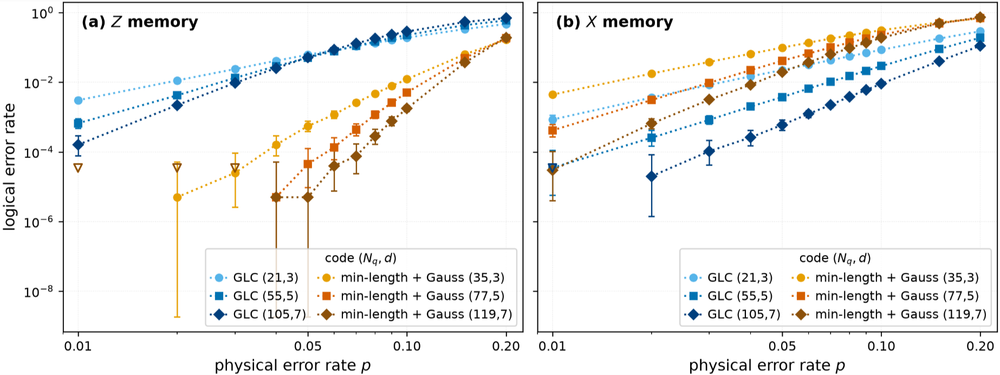 (a) Z memory
logical error rate
10⁰
10⁻²
10⁻⁴
10⁻⁶
10⁻⁸
code (N_q, d)
GLC (21,3)
GLC (55,5)
GLC (105,7)
min-length + Gauss (35,3)
min-length + Gauss (77,5)
min-length + Gauss (119,7)
0.01
0.05
0.10
0.20
physical error rate p
(b) X memory
code (N_q, d)
GLC (21,3)
GLC (55,5)
GLC (105,7)
min-length + Gauss (35,3)
min-length + Gauss (77,5)
min-length + Gauss (119,7)
0.01
0.05
0.10
0.20
physical error rate p